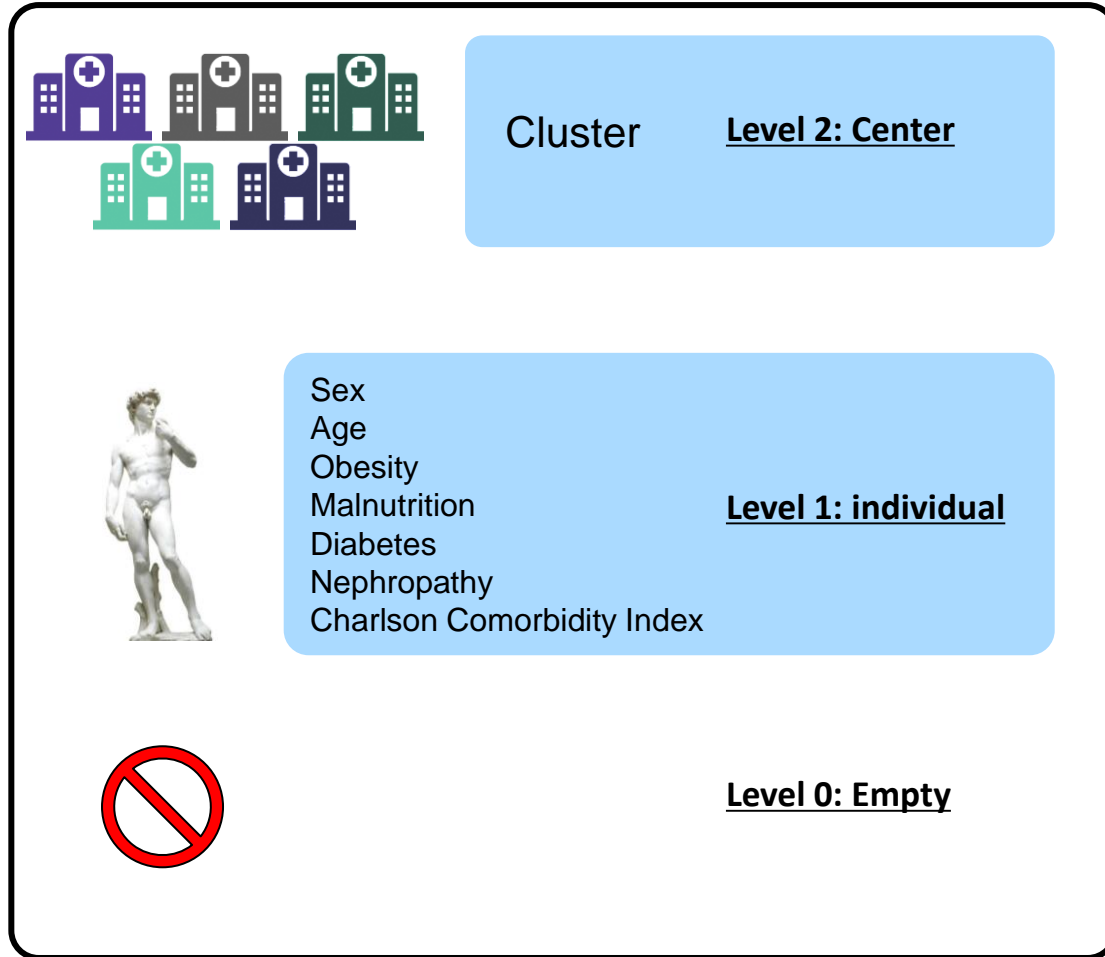 Cluster
Level 2: Center
Sex
Age
Obesity
Malnutrition
Diabetes
Nephropathy
Charlson Comorbidity Index
Level 1: individual
Level 0: Empty